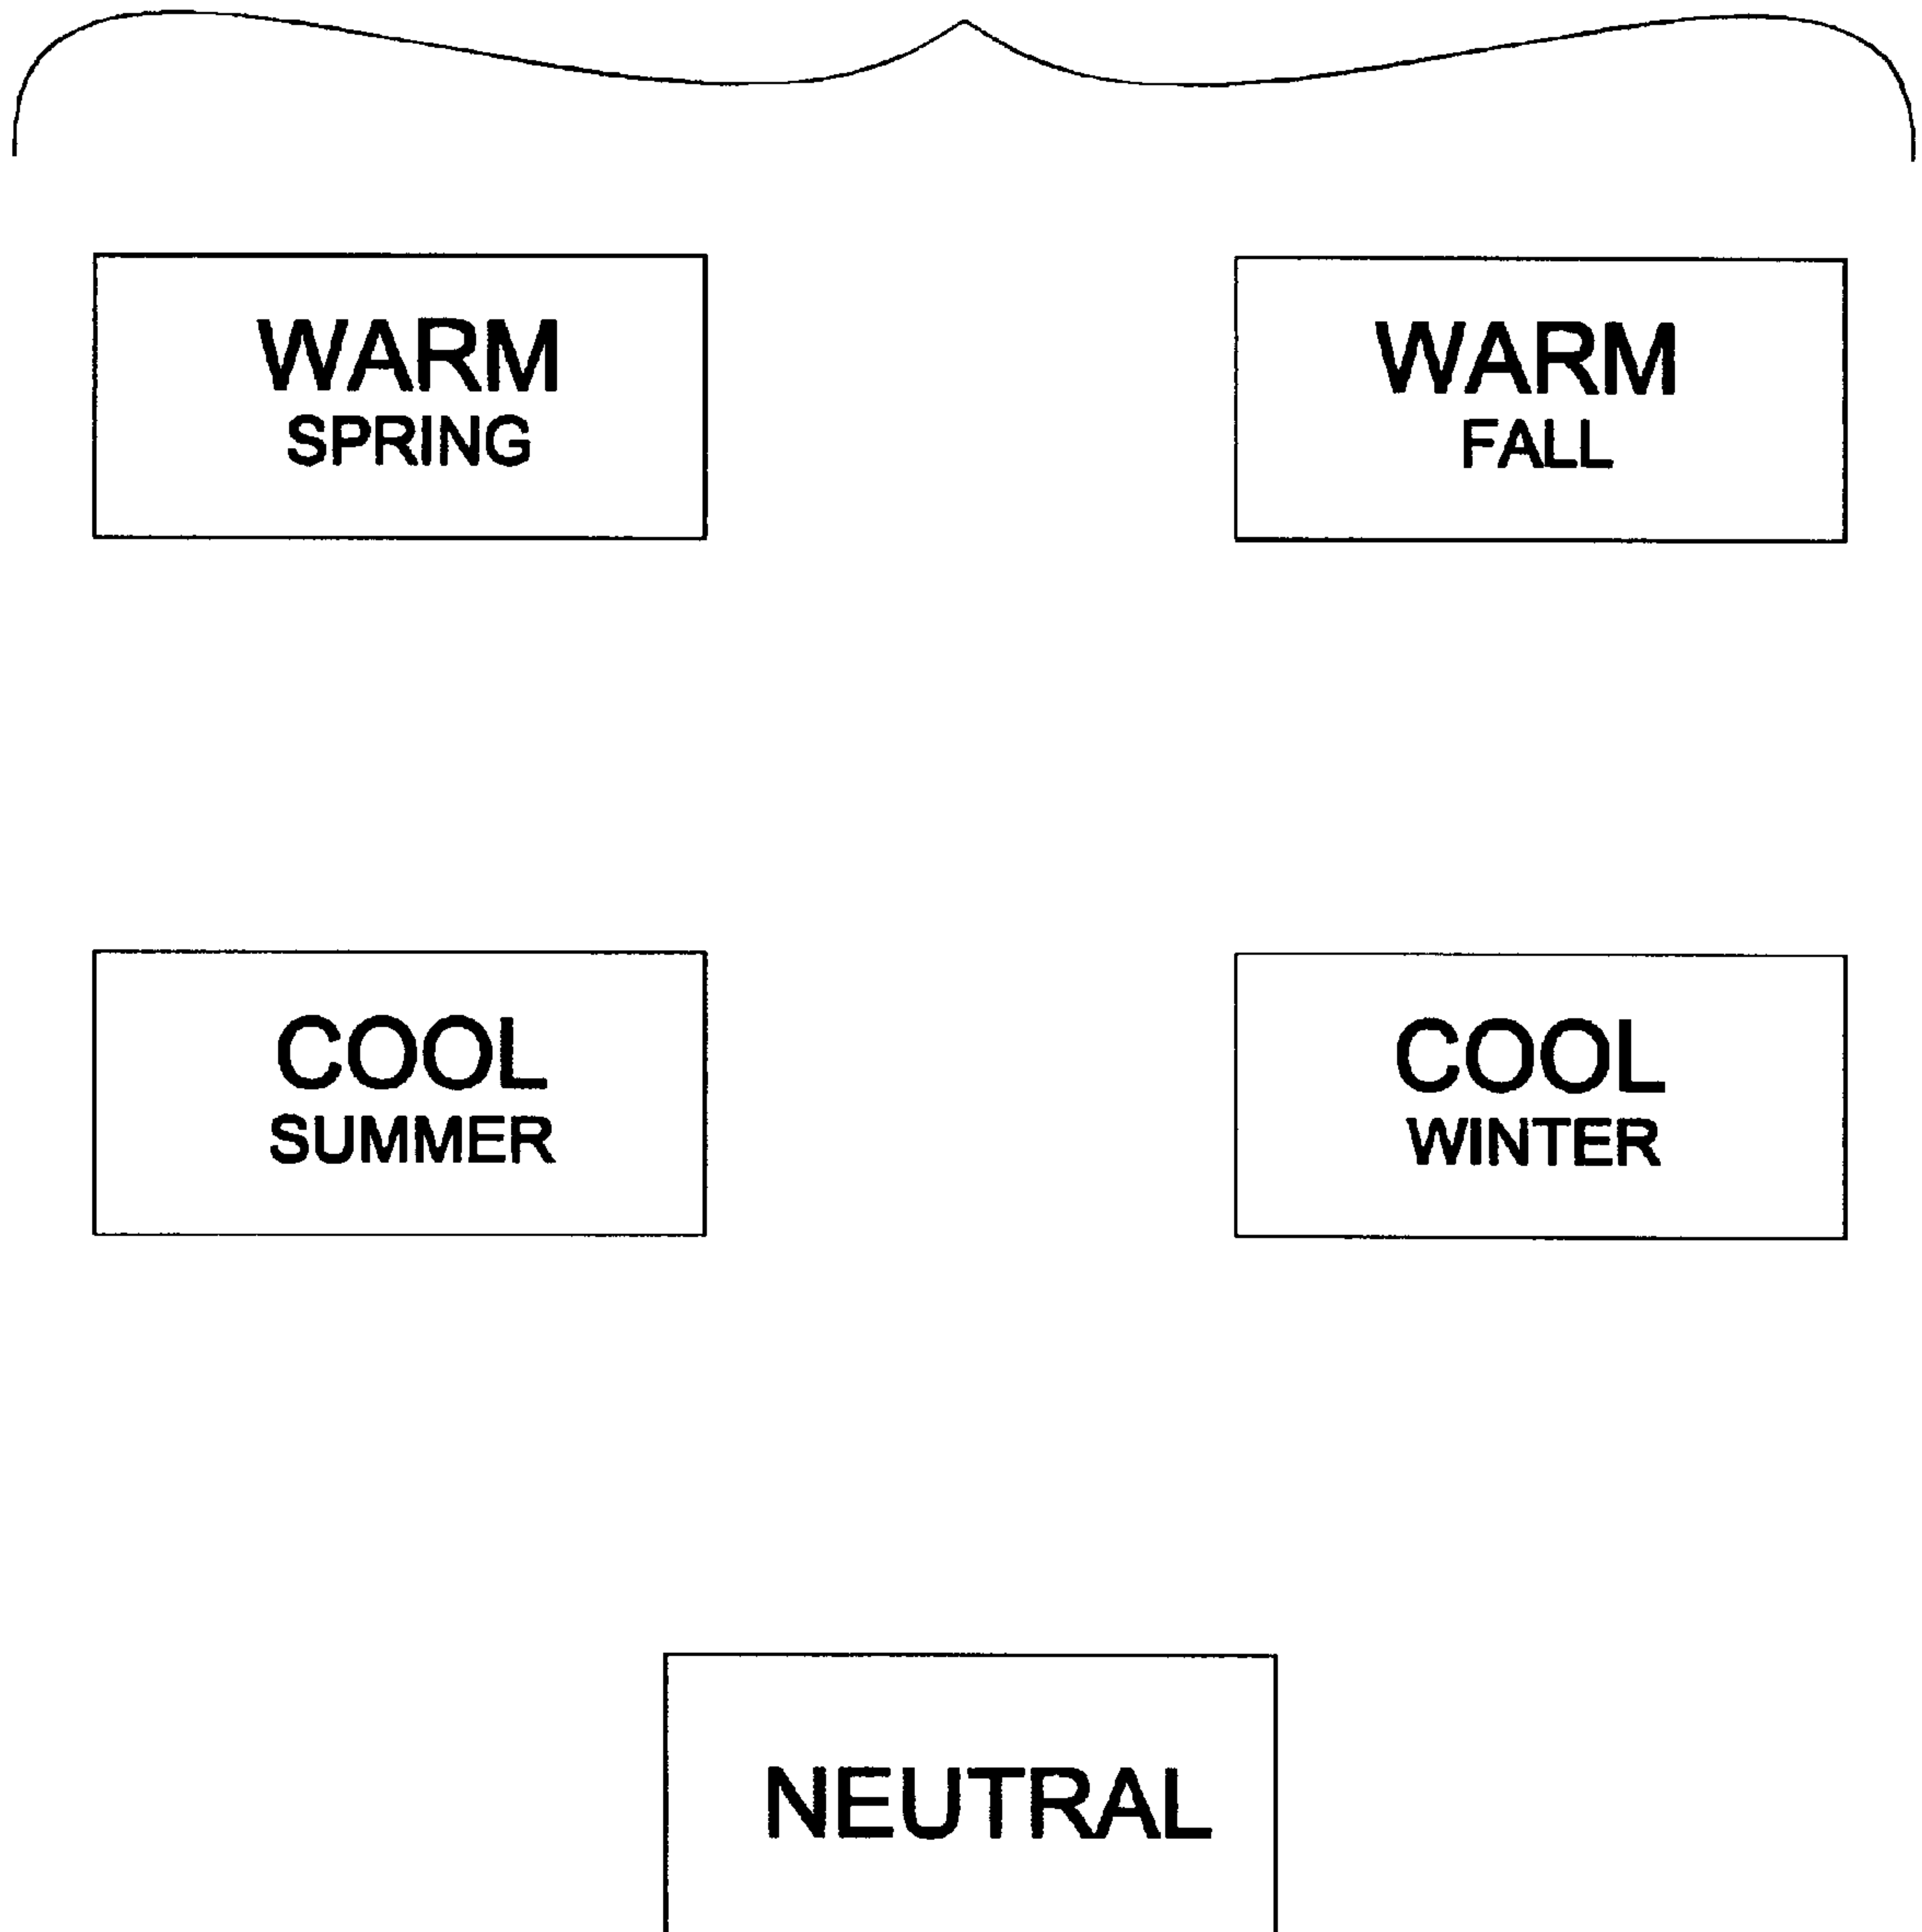 WARM
SPRING
WARM
FALL
COOL
SUMMER
COOL
WINTER
NEUTRAL